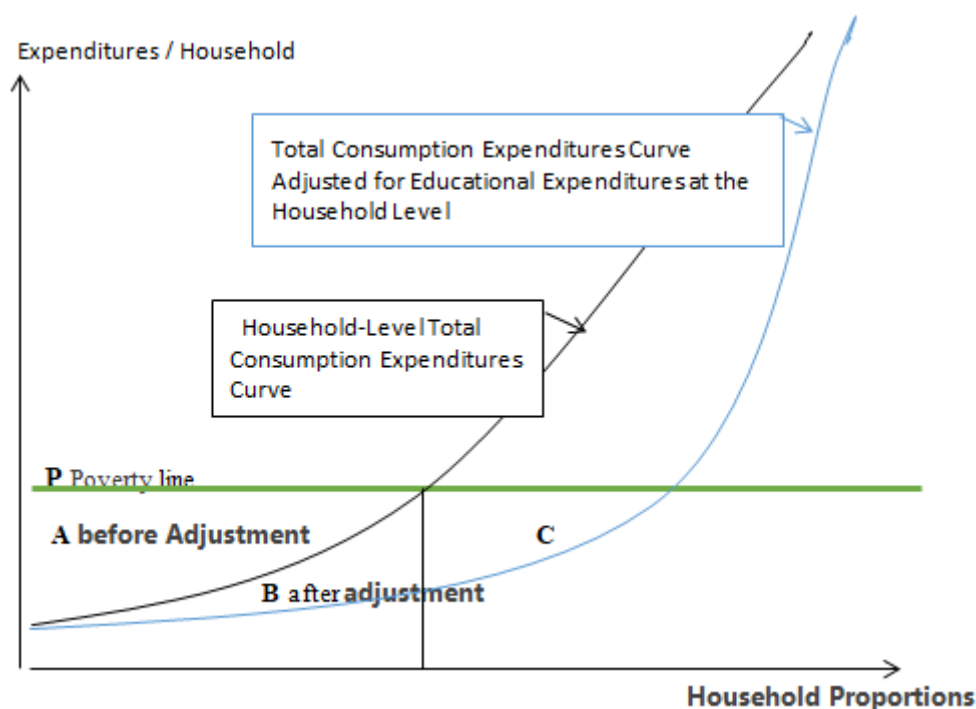 Expenditures / Household
Total Consumption Expenditures Curve
Adjusted for Educational Expenditures at the
Household Level
Household-Level Total
Consumption Expenditures
Curve
P Poverty line
A before Adjustment
C
B after adjustment
Household Proportions